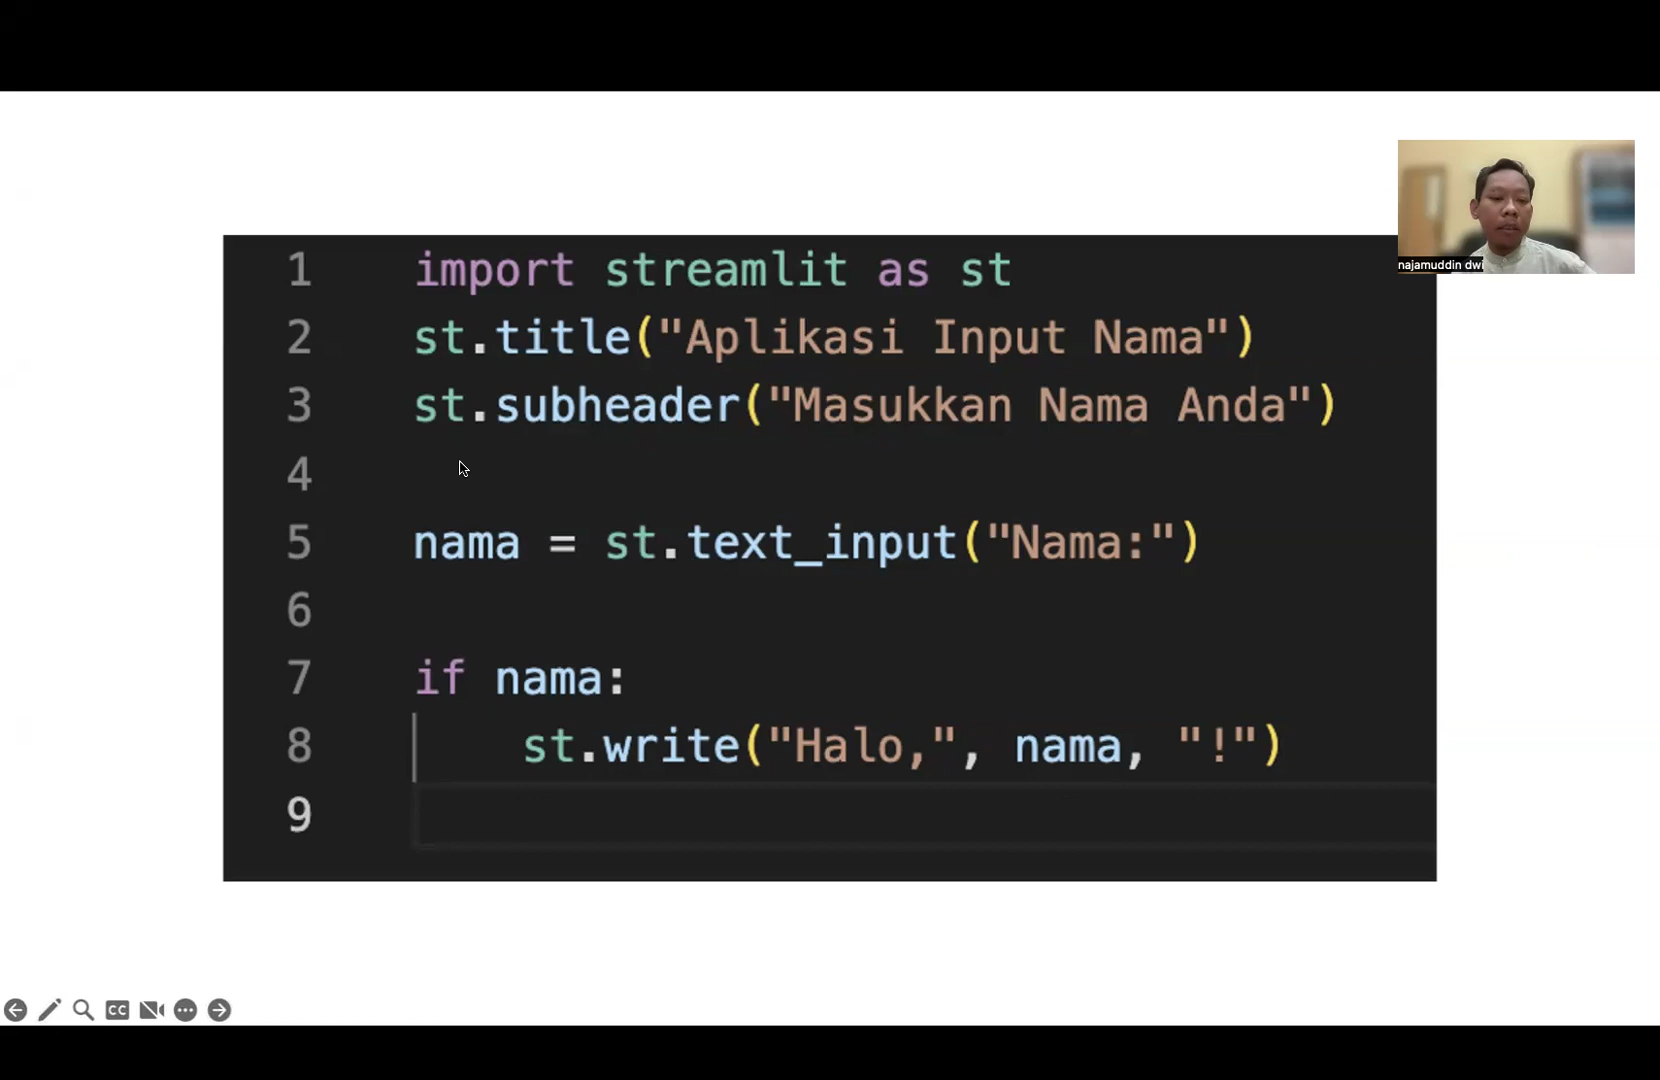 najamuddin dwi
1 import streamlit as st
2 st.title("Aplikasi Input Nama")
3 st.subheader("Masukkan Nama Anda")
4
5 nama = st.text_input("Nama:")
6
7 if nama:
8     st.write("Halo,", nama, "!")
9
CC